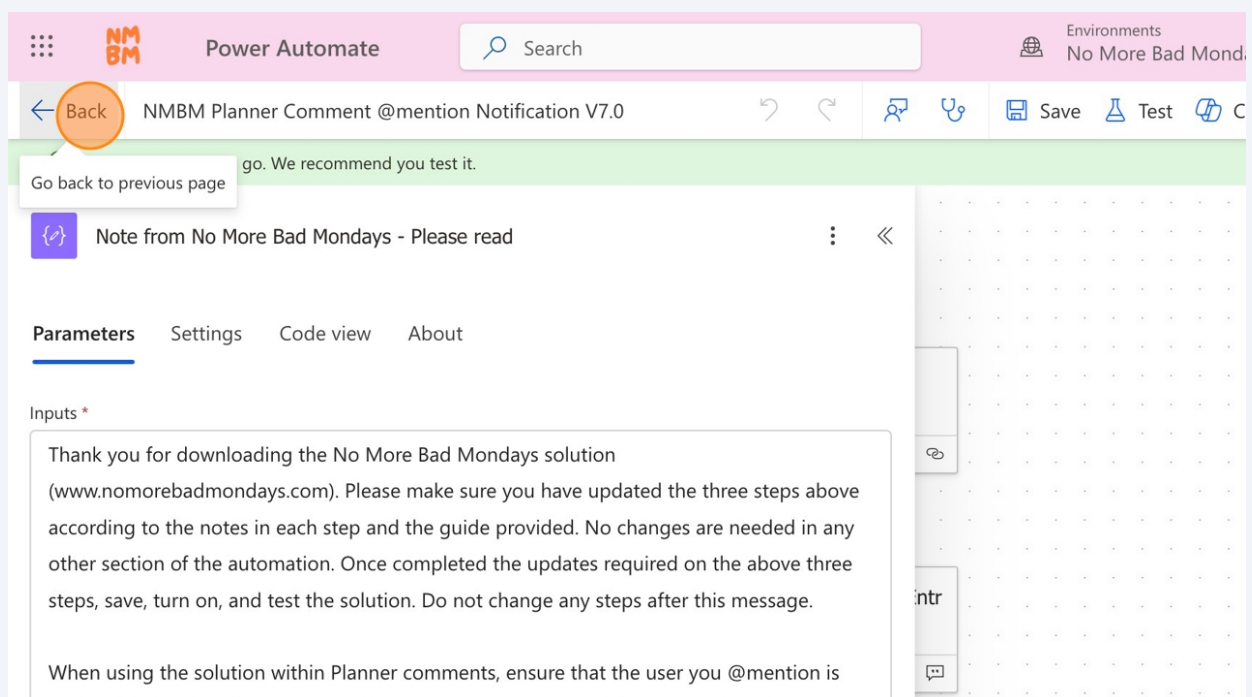 NM
BM
Power Automate
Search
Environments
No More Bad Monda
Back
NMBM Planner Comment @mention Notification V7.0
Save
Test
C
go. We recommend you test it.
Go back to previous page
Note from No More Bad Mondays - Please read
Parameters
Settings
Code view
About
Inputs *
Thank you for downloading the No More Bad Mondays solution
(www.nomorebadmondays.com). Please make sure you have updated the three steps above
according to the notes in each step and the guide provided. No changes are needed in any
other section of the automation. Once completed the updates required on the above three
steps, save, turn on, and test the solution. Do not change any steps after this message.
Entr
When using the solution within Planner comments, ensure that the user you @mention is